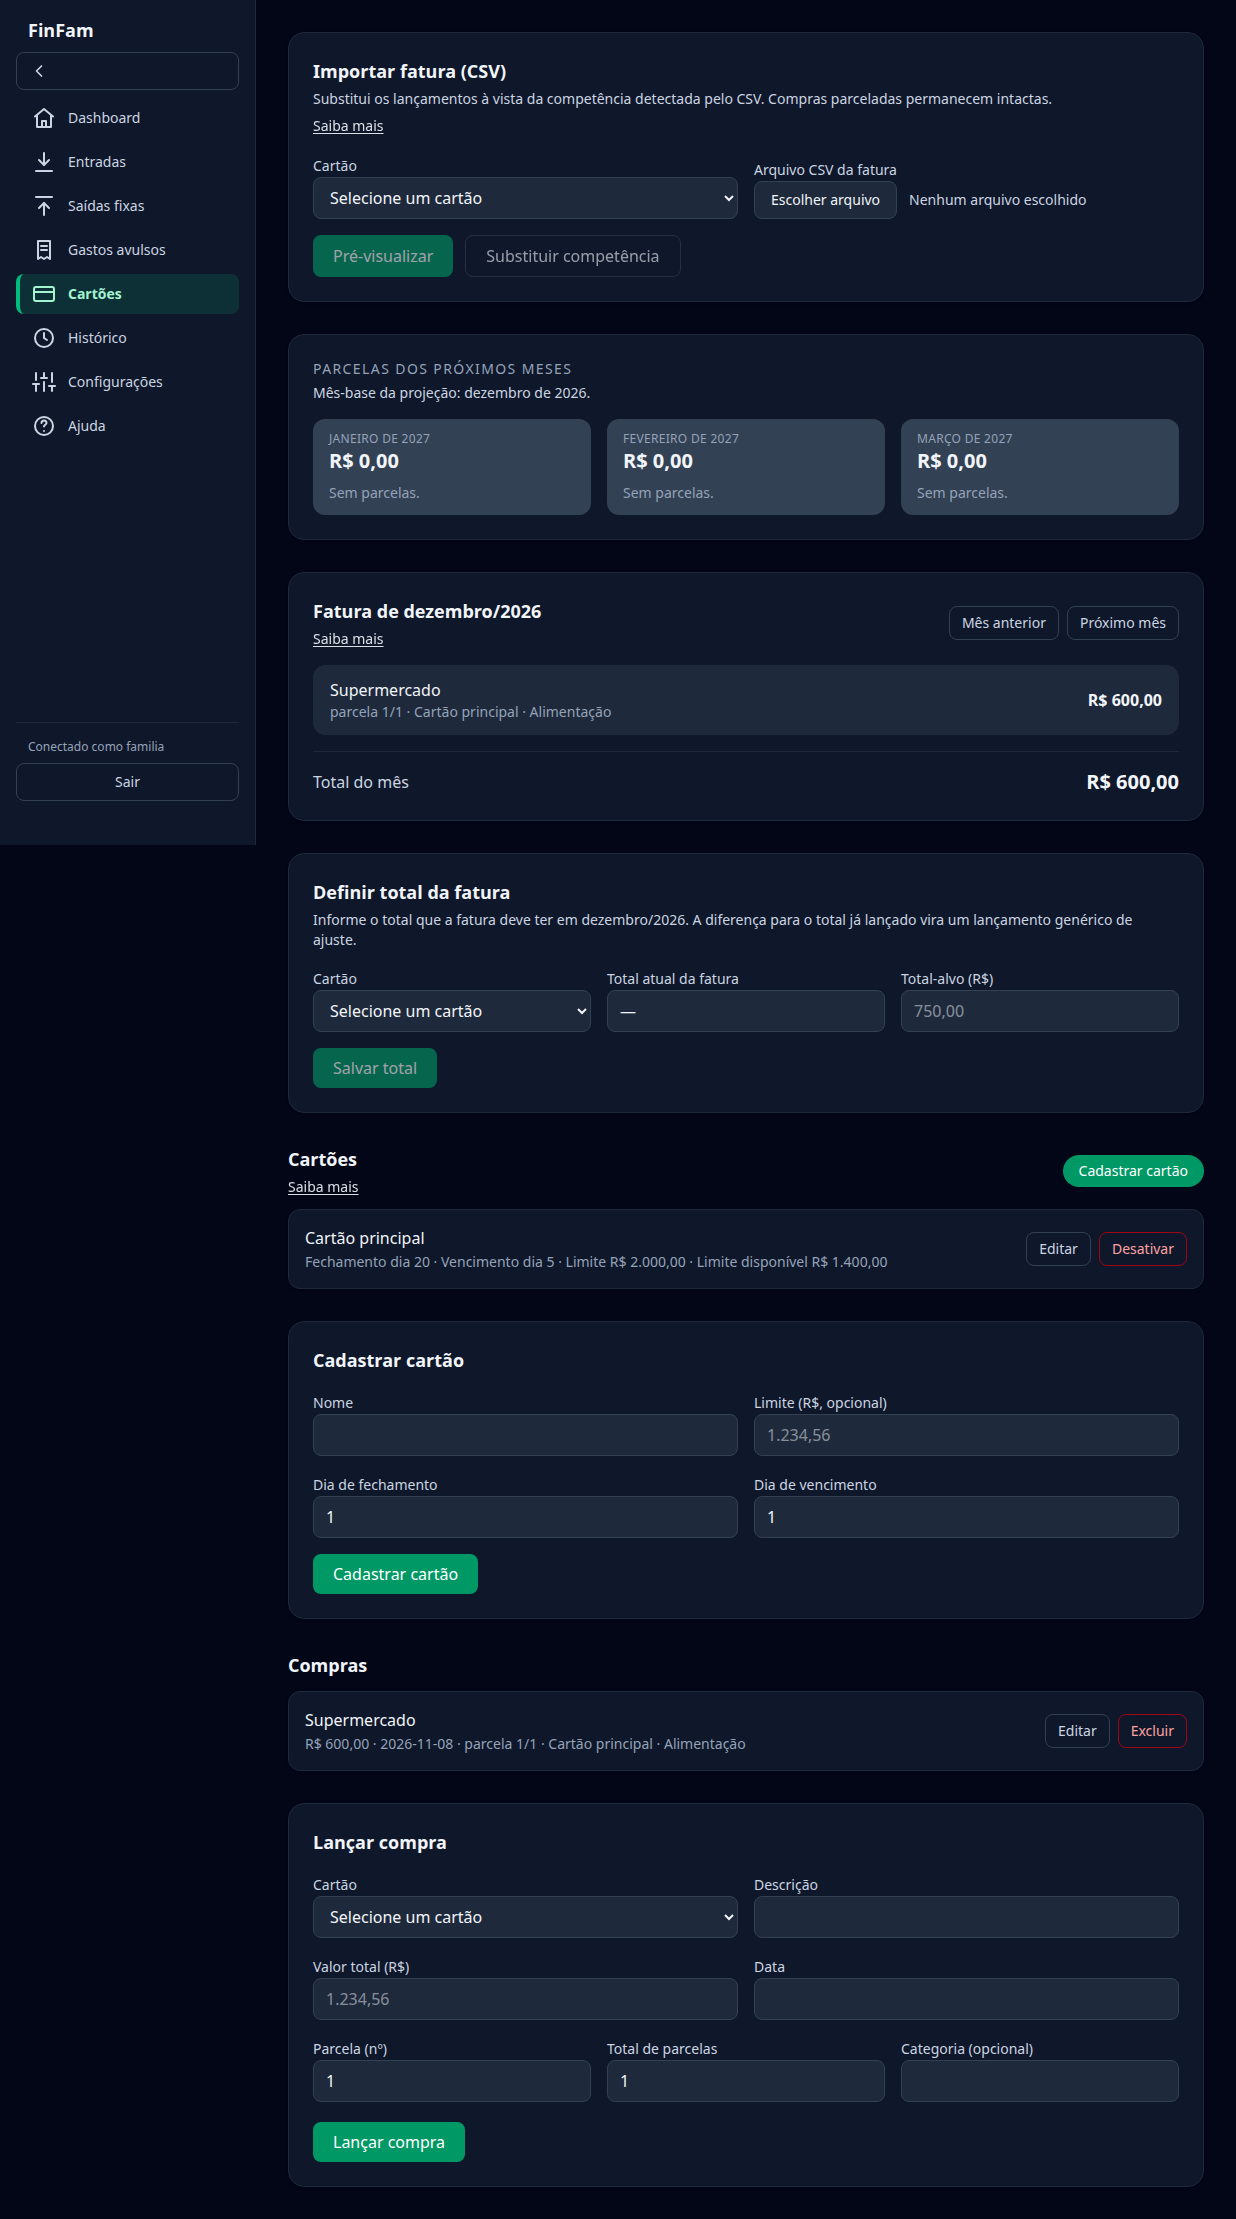 FinFam
Dashboard
Entradas
Saídas fixas
Gastos avulsos
Cartões
Histórico
Configurações
Ajuda
Conectado como familia
Sair
Importar fatura (CSV)
Substitui os lançamentos à vista da competência detectada pelo CSV. Compras parceladas permanecem intactas.
Saiba mais
Cartão
Arquivo CSV da fatura
Selecione um cartão
Escolher arquivo Nenhum arquivo escolhido
Pré-visualizar Substituir competência
PARCELAS DOS PRÓXIMOS MESES
Mês-base da projeção: dezembro de 2026.
JANEIRO DE 2027
R$ 0,00
Sem parcelas.
FEVEREIRO DE 2027
R$ 0,00
Sem parcelas.
MARÇO DE 2027
R$ 0,00
Sem parcelas.
Fatura de dezembro/2026
Saiba mais
Mês anterior Próximo mês
Supermercado
parcela 1/1 · Cartão principal · Alimentação
R$ 600,00
Total do mês R$ 600,00
Definir total da fatura
Informe o total que a fatura deve ter em dezembro/2026. A diferença para o total já lançado vira um lançamento genérico de
ajuste.
Cartão Total atual da fatura Total-alvo (R$)
Selecione um cartão — 750,00
Salvar total
Cartões
Saiba mais
Cadastrar cartão
Cartão principal
Fechamento dia 20 · Vencimento dia 5 · Limite R$ 2.000,00 · Limite disponível R$ 1.400,00
Editar Desativar
Cadastrar cartão
Nome Limite (R$, opcional)
1.234,56
Dia de fechamento Dia de vencimento
1 1
Cadastrar cartão
Compras
Supermercado
R$ 600,00 · 2026-11-08 · parcela 1/1 · Cartão principal · Alimentação
Editar Excluir
Lançar compra
Cartão Descrição
Selecione um cartão
Valor total (R$) Data
1.234,56
Parcela (nº) Total de parcelas Categoria (opcional)
1 1
Lançar compra